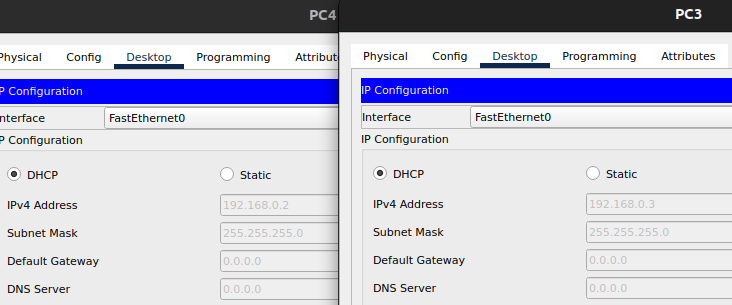 PC4
Physical Config Desktop Programming Attribut
IP Configuration
Interface FastEthernet0
IP Configuration
DHCP Static
IPv4 Address 192.168.0.2
Subnet Mask 255.255.255.0
Default Gateway 0.0.0.0
DNS Server 0.0.0.0
PC3
Physical Config Desktop Programming Attributes
IP Configuration
Interface FastEthernet0
IP Configuration
DHCP Static
IPv4 Address 192.168.0.3
Subnet Mask 255.255.255.0
Default Gateway 0.0.0.0
DNS Server 0.0.0.0